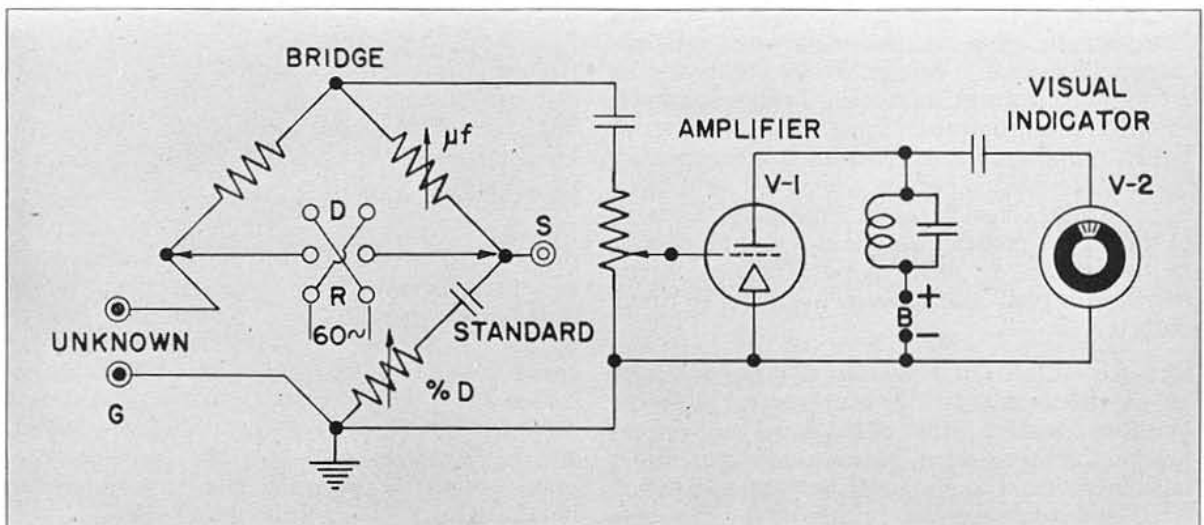 BRIDGE
μf
D
R
60~
S
STANDARD
% D
UNKNOWN
G
AMPLIFIER
V-1
+
B
-
VISUAL
INDICATOR
V-2